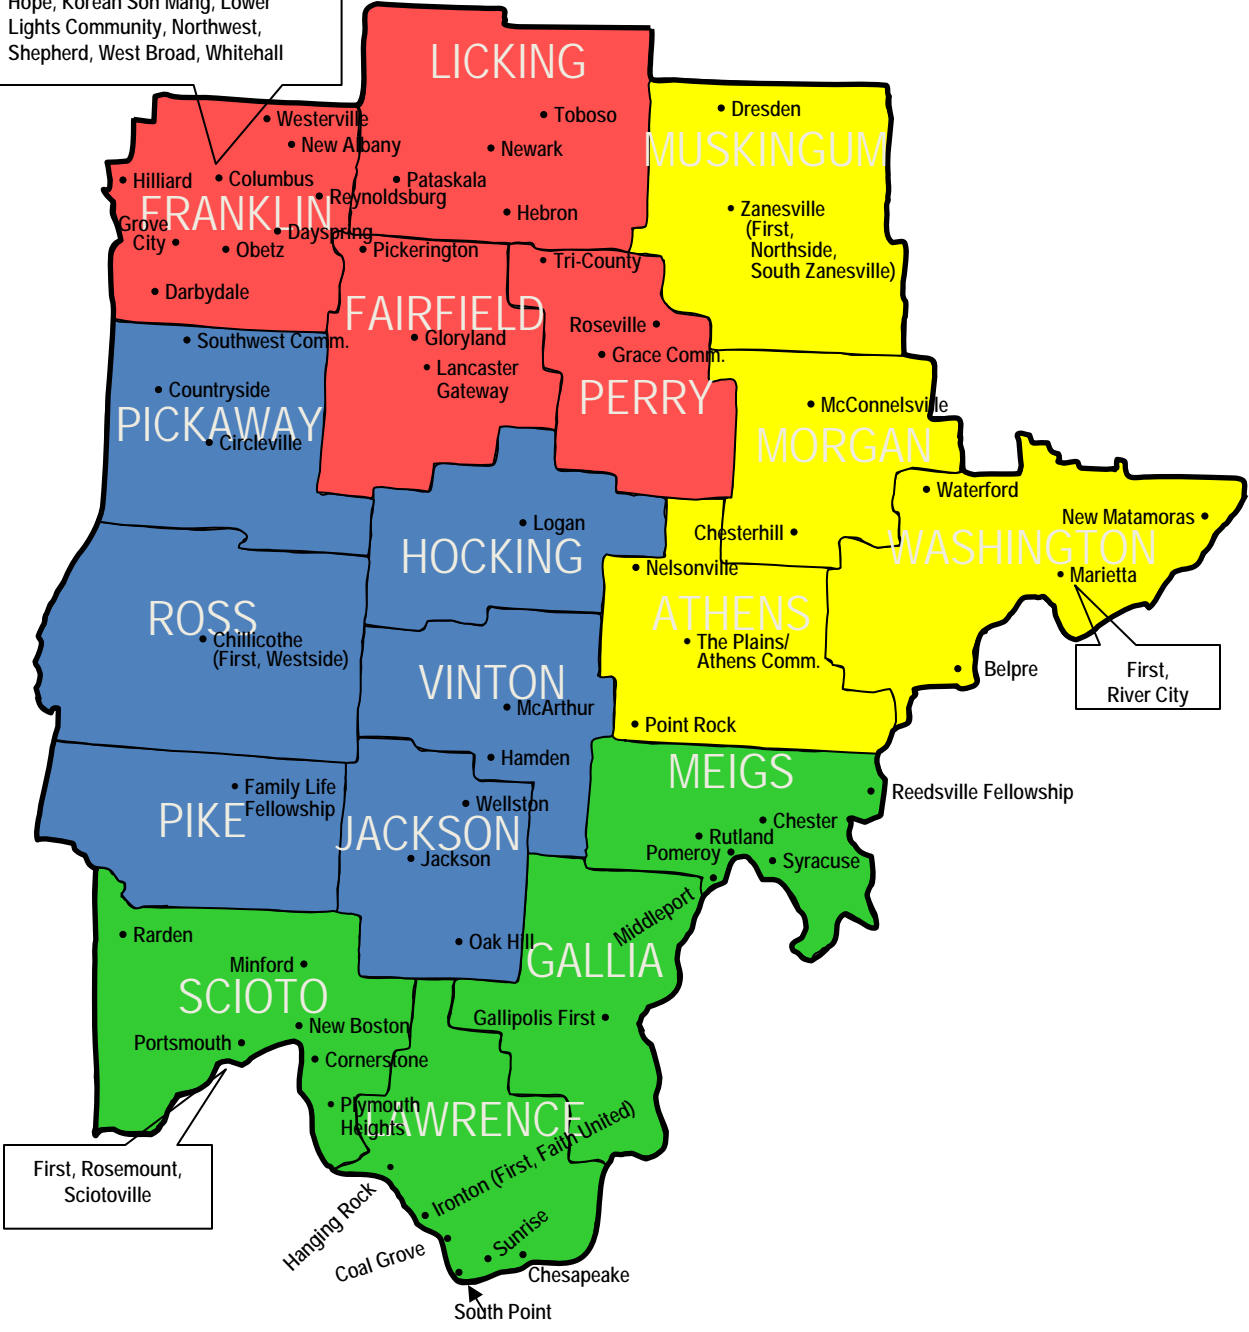 Hope, Korean Son Mang, Lower
Lights Community, Northwest,
Shepherd, West Broad, Whitehall
LICKING
Toboso
Newark
Pataskala
Hebron
Westerville
New Albany
Hilliard
Columbus
Reynoldsburg
FRANKLIN
Grove
City
Dayspring
Obetz
Darbydale
MUSKINGUM
Dresden
Zanesville
(First,
Northside,
South Zanesville)
Pickerington
FAIRFIELD
Gloryland
Lancaster
Gateway
Tri-County
Roseville
Grace Comm.
PERRY
Southwest Comm.
Countryside
PICKAWAY
Circleville
McConnelsville
MORGAN
Chesterhill
Waterford
New Matamoras
WASHINGTON
Marietta
Belpre
First,
River City
Logan
HOCKING
Nelsonville
ATHENS
The Plains/
Athens Comm.
Point Rock
ROSS
Chillicothe
(First, Westside)
VINTON
McArthur
Hamden
Family Life
Fellowship
PIKE
Wellston
JACKSON
Jackson
Oak Hill
MEIGS
Reedsville Fellowship
Chester
Rutland
Pomeroy
Syracuse
Middleport
GALLIA
Gallipolis First
Rarden
Minford
SCIOTO
New Boston
Portsmouth
Cornerstone
Plymouth
Heights
First, Rosemount,
Sciotoville
LAWRENCE
Hanging Rock
Ironton (First, Faith United)
Coal Grove
Sunrise
Chesapeake
South Point